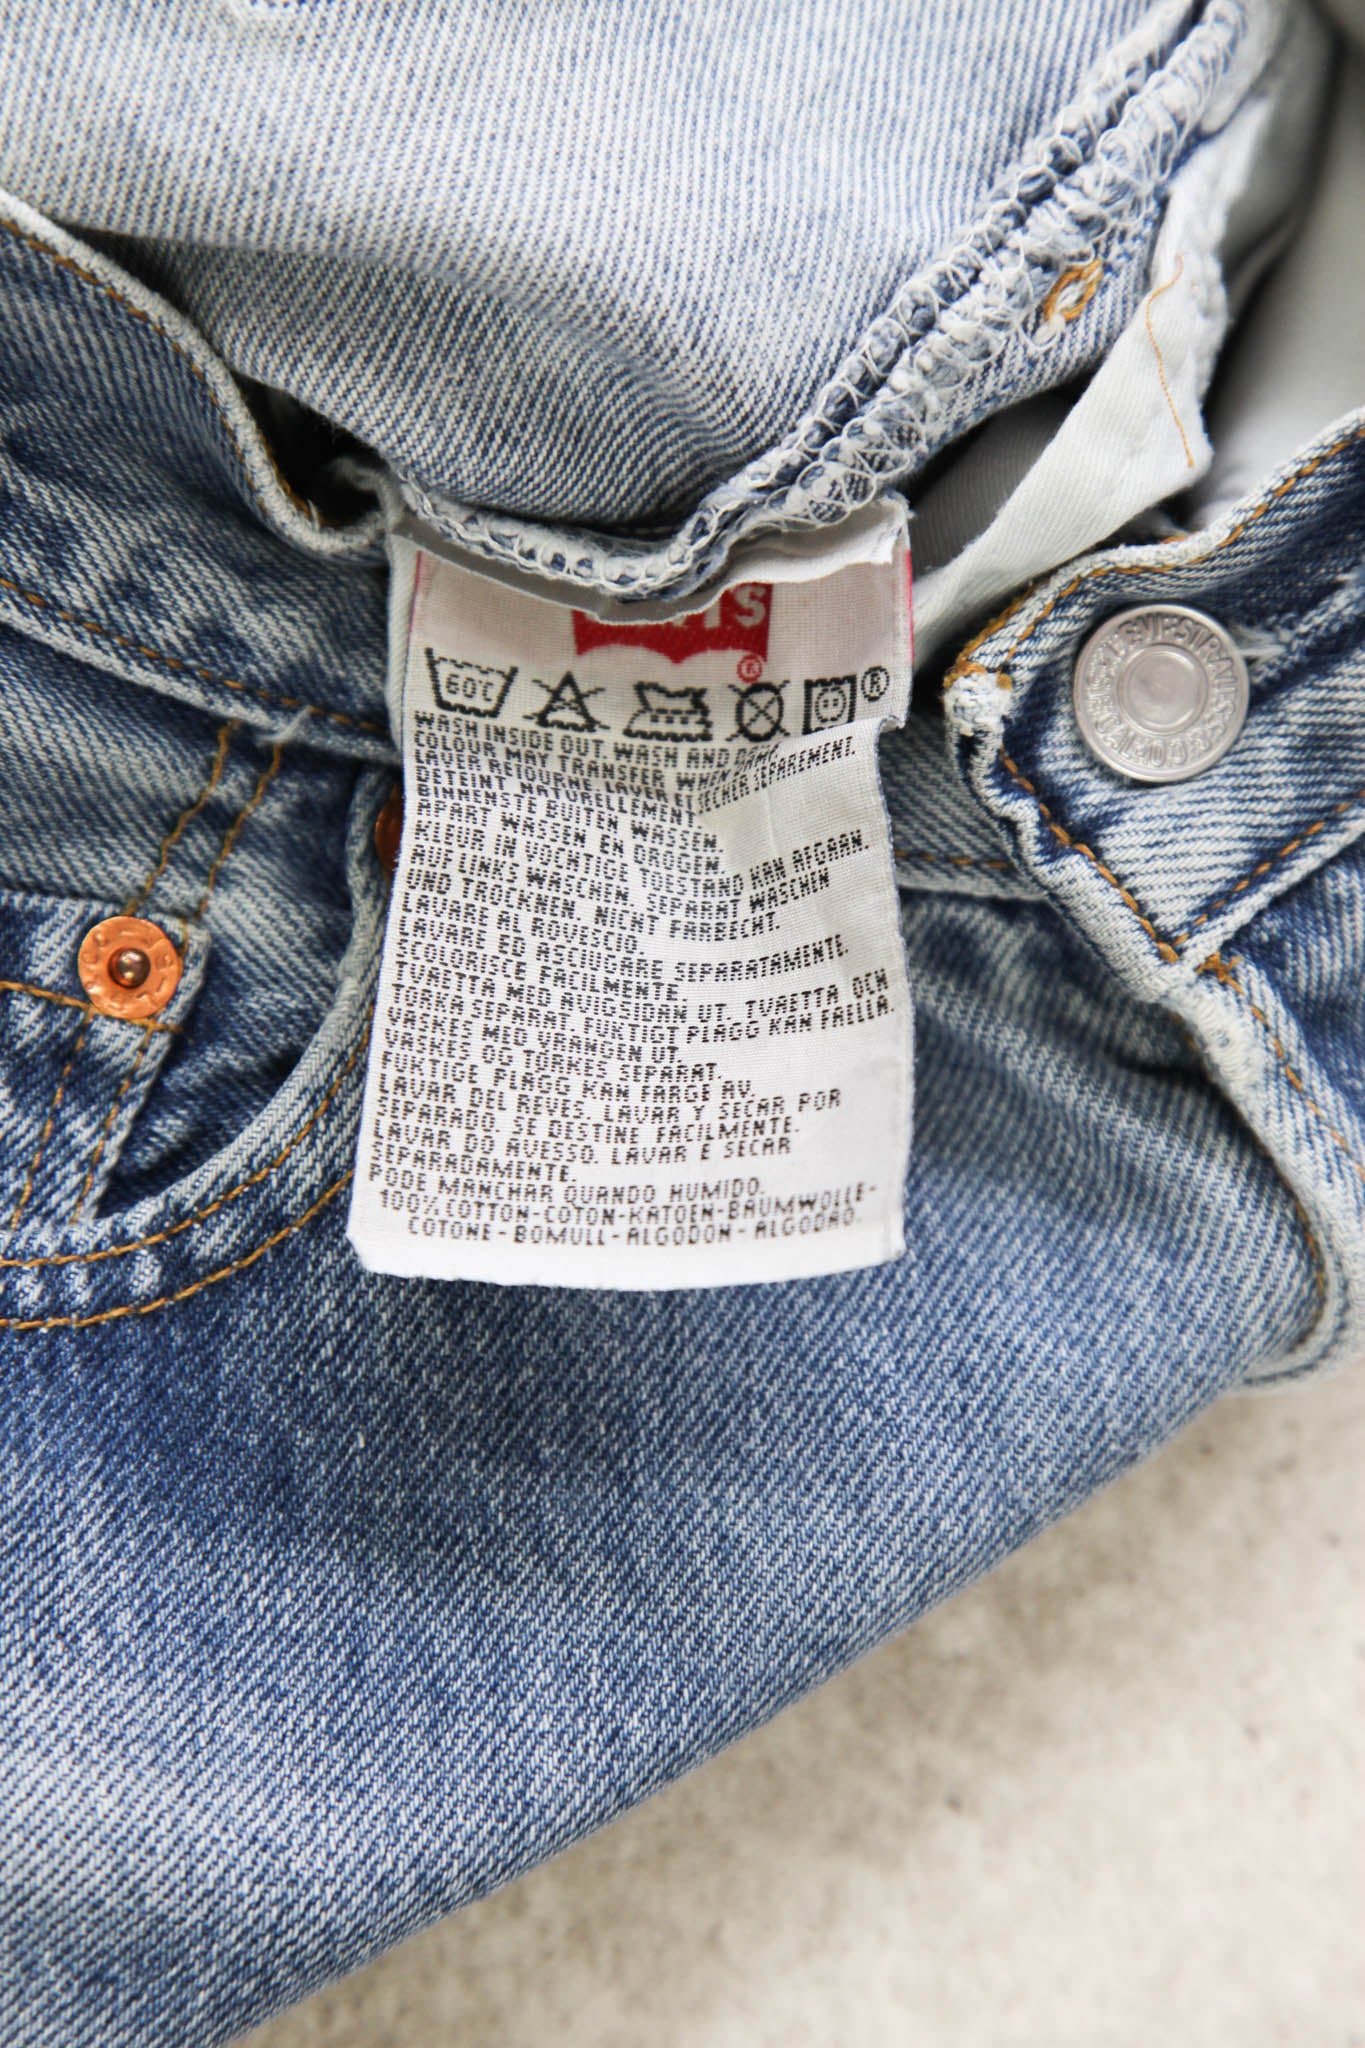 ®
60C
®
WASH INSIDE OUT. WASH AND
COLOUR MAY TRANSFER WHEN DAMP.
LAVER RETOURNE. LAVER ET SECHER SEPAREMENT.
DETEINT NATURELLEMENT.
BINNENSTE BUITEN WASSEN.
APART WASSEN EN DROGEN.
KLEUR IN VOCHTIGE TOESTAND KAN AFGAAN.
AUF LINKS WASCHEN. SEPARAT WASCHEN
UND TROCKNEN. NICHT FARBECHT.
LAVARE AL ROVESCIO.
LAVARE ED ASCIUGARE SEPARATAMENTE.
SCOLORISCE FACILMENTE.
TVAETTA MED AVIGSIDAN UT. TVAETTA OCH
TORKA SEPARAT. FUKTIGT PLAGG KAN FAELLA.
VASKES MED VRANGEN UT.
VASKES OG TORKES SEPARAT.
FUKTIGE PLAGG KAN FARGE AV.
LAVAR DEL REVES. LAVAR Y SECAR POR
SEPARADO. SE DESTINE FACILMENTE.
LAVAR DO AVESSO. LAVAR E SECAR
SEPARADAMENTE.
PODE MANCHAR QUANDO HUMIDO.
100% COTTON-COTON-KATOEN-BAUMWOLLE-
COTONE-BOMULL-ALGODON-ALGODAO.